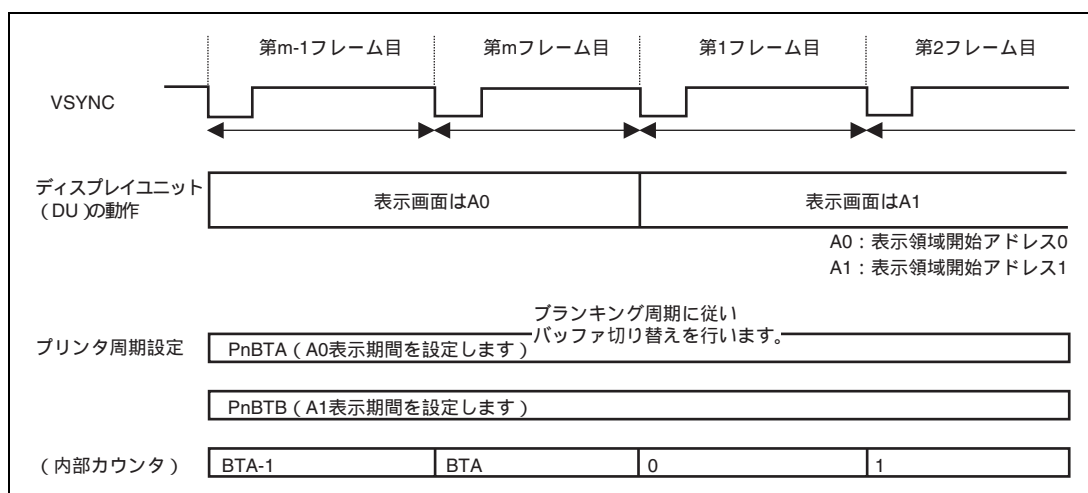 第m-1フレーム目 第mフレーム目 第1フレーム目 第2フレーム目
VSYNC
ディスプレイユニット
（DU）の動作
表示画面はA0 表示画面はA1
A0：表示領域開始アドレス0
A1：表示領域開始アドレス1
ブランキング周期に従い
バッファ切り替えを行います。
プリンタ周期設定 PnBTA（A0表示期間を設定します）
PnBTB（A1表示期間を設定します）
（内部カウンタ） BTA-1 BTA 0 1